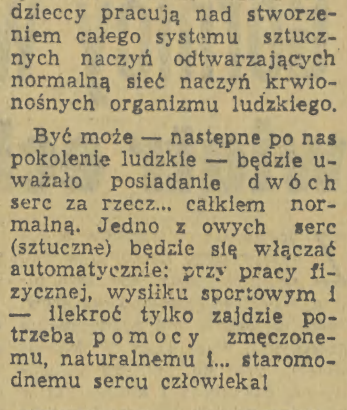 dzieccy pracują nad stworze-
niem całego systemu sztucz-
nych naczyń odtwarzających
normalną sieć naczyń krwio-
nośnych organizmu ludzkiego.
Być może — następne po nas
pokolenie ludzkie — będzie u-
ważało posiadanie dwóch
serc za rzecz... całkiem nor-
malną. Jedno z owych serc
(sztuczne) będzie się włączać
automatycznie: przy pracy fi-
zycznej, wysiłku sportowym i
— ilekroć tylko zajdzie po-
trzeba pomocy zmęczone-
mu, naturalnemu i... staromo-
dnemu sercu człowieka!